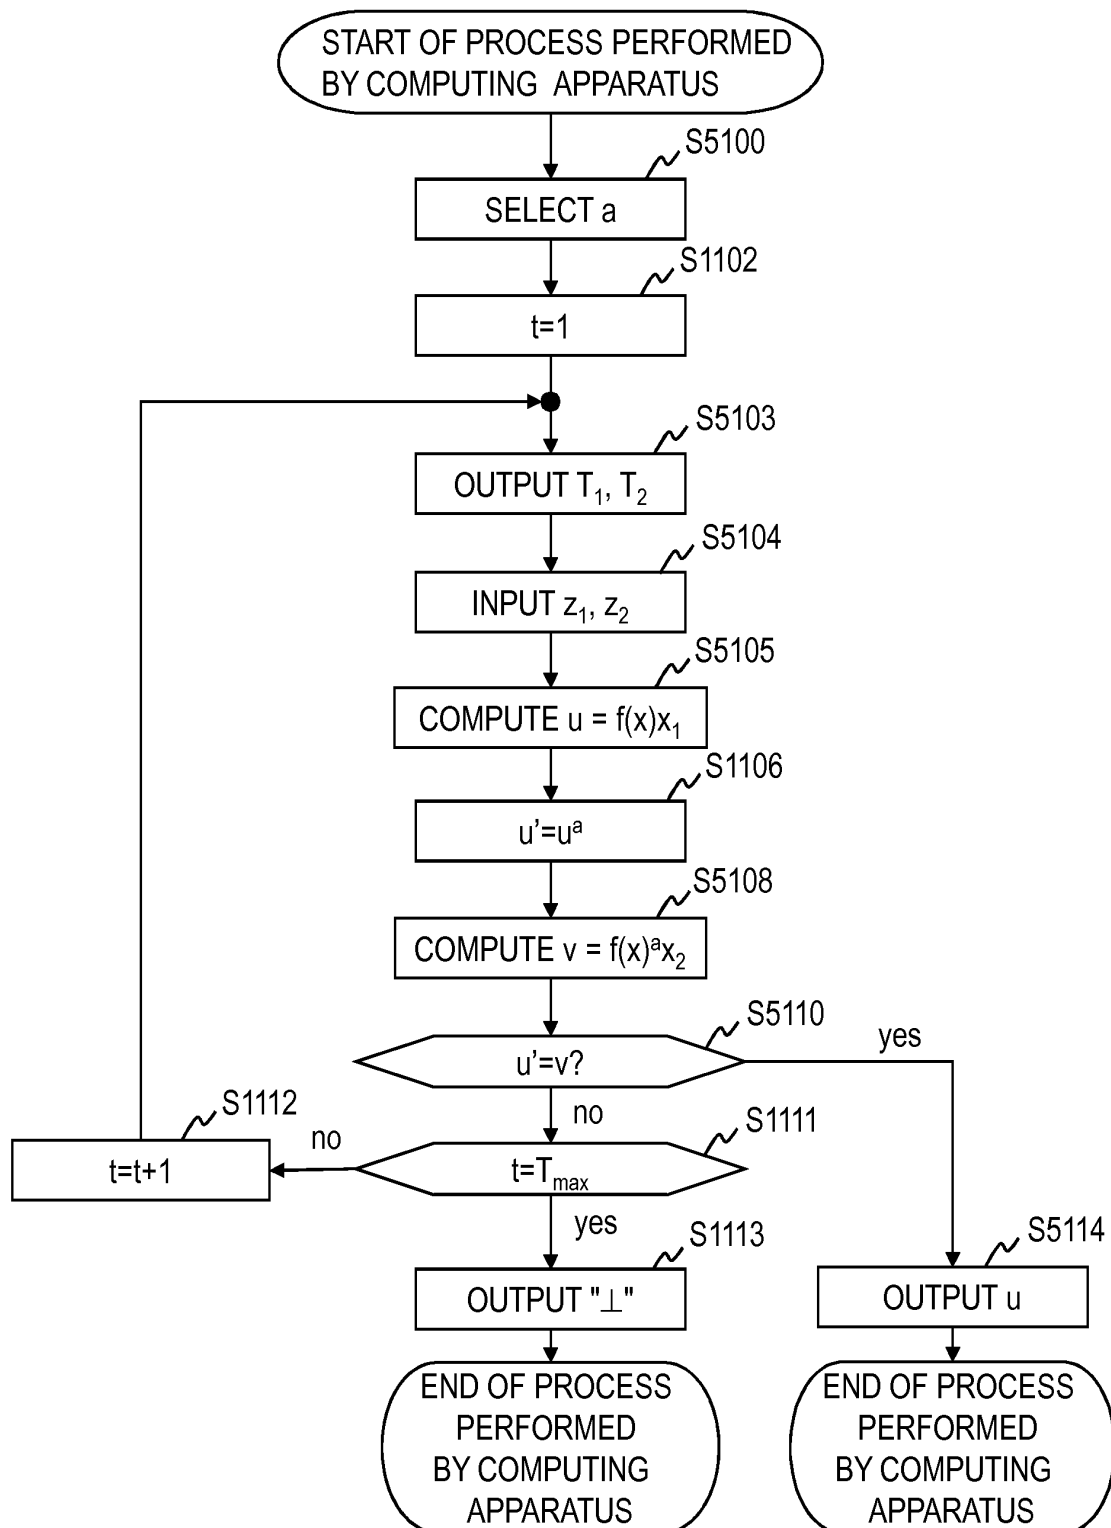 START OF PROCESS PERFORMED
BY COMPUTING APPARATUS
S5100
SELECT a
S1102
t=1
S5103
OUTPUT T₁, T₂
S5104
INPUT z₁, z₂
S5105
COMPUTE u = f(x)x₁
S1106
u’=uᵃ
S5108
COMPUTE v = f(x)ᵃx₂
S5110
u’=v?
yes
no
S1111
t=Tₘₐₓ
no
S1112
t=t+1
yes
S1113
OUTPUT "⊥"
S5114
OUTPUT u
END OF PROCESS
PERFORMED
BY COMPUTING
APPARATUS
END OF PROCESS
PERFORMED
BY COMPUTING
APPARATUS